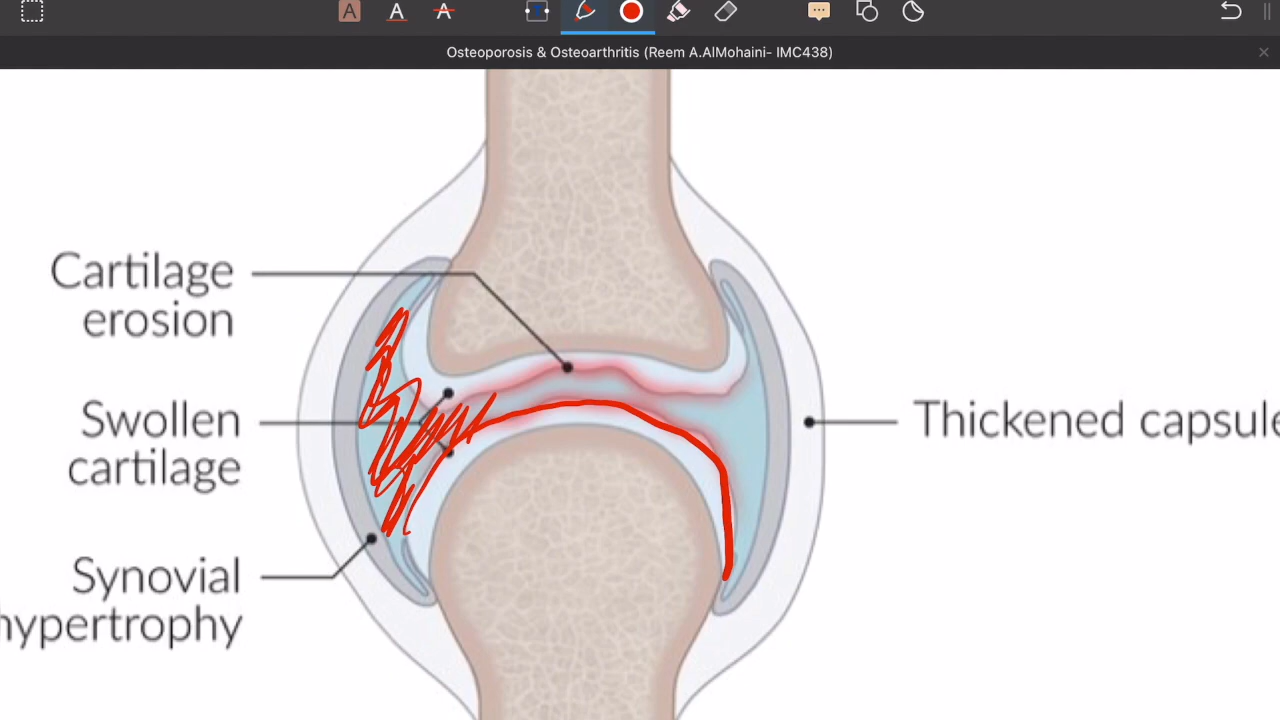 A A A
Osteoporosis & Osteoarthritis (Reem A.AlMohaini- IMC438)
Cartilage
erosion
Swollen
cartilage
Thickened capsule
Synovial
hypertrophy